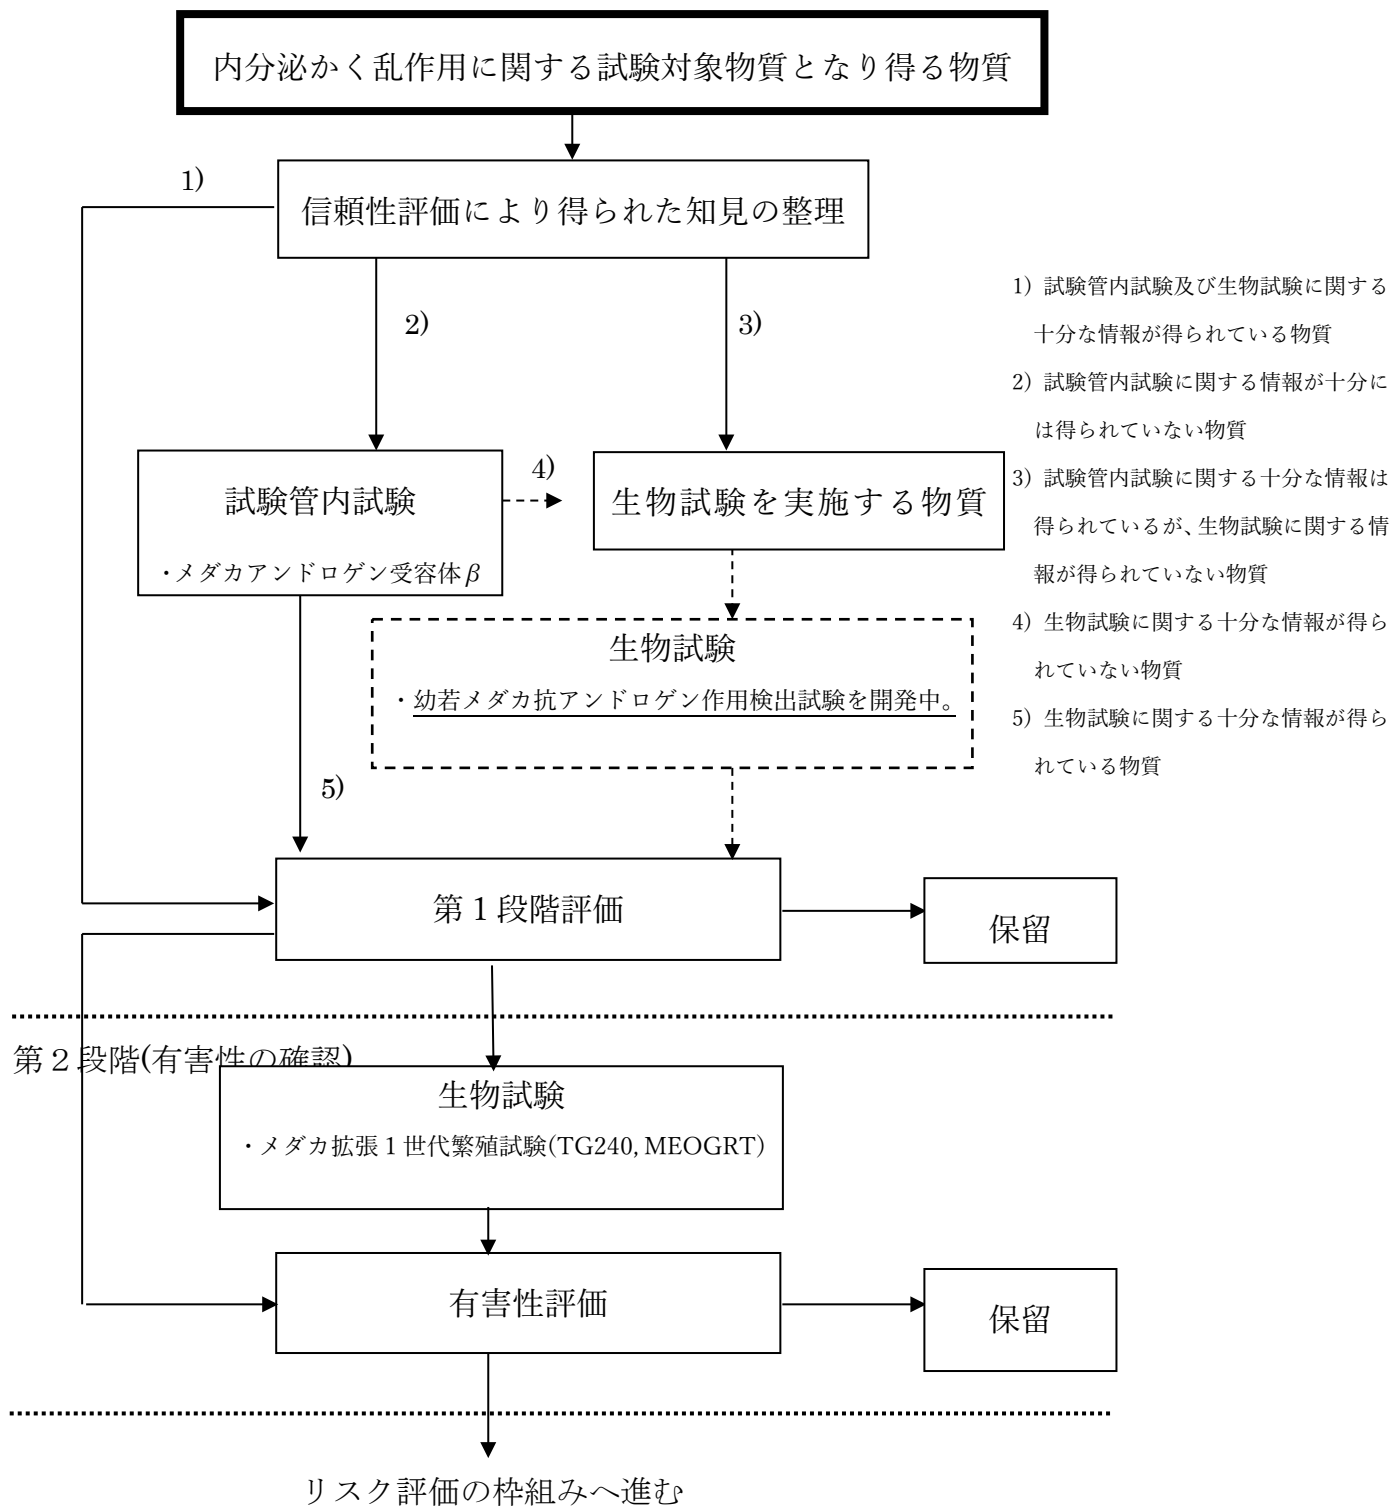 内分泌かく乱作用に関する試験対象物質となり得る物質
1)
信頼性評価により得られた知見の整理
2)
3)
1) 試験管内試験及び生物試験に関する
十分な情報が得られている物質
2) 試験管内試験に関する情報が十分に
は得られていない物質
3) 試験管内試験に関する十分な情報は
得られているが、生物試験に関する情
報が得られていない物質
4) 生物試験に関する十分な情報が得ら
れていない物質
5) 生物試験に関する十分な情報が得ら
れている物質
試験管内試験
・メダカアンドロゲン受容体β
4)
生物試験を実施する物質
生物試験
・幼若メダカ抗アンドロゲン作用検出試験を開発中。
5)
第１段階評価
保留
第２段階(有害性の確認)
生物試験
・メダカ拡張１世代繁殖試験(TG240, MEOGRT)
有害性評価
保留
リスク評価の枠組みへ進む